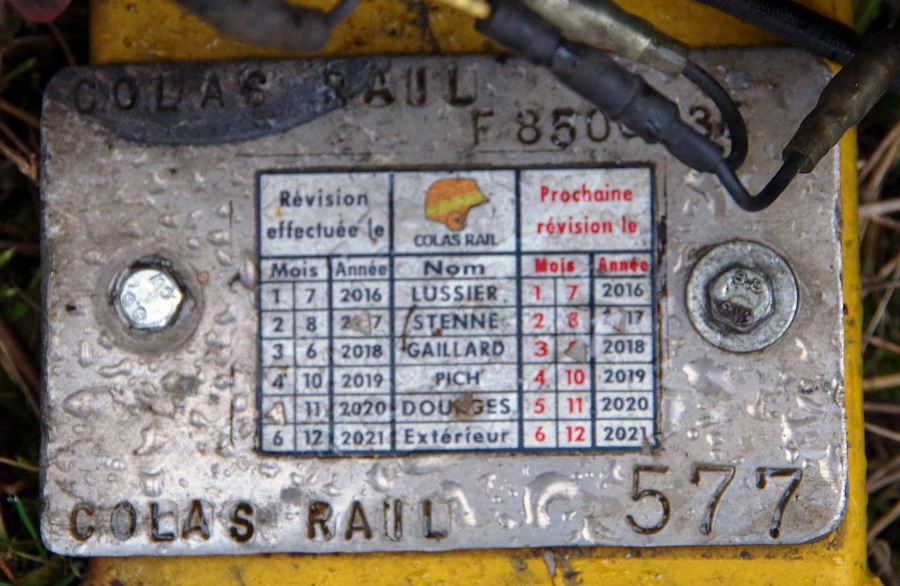 COLAS RAIL
F 850
Révision effectuée le
COLAS RAIL
Prochaine révision le
Mois Année Nom Mois Année
1 7 2016 LUSSIER 1 7 2016
2 8 STENNE 2 8
3 6 2018 GAILLARD 3 2018
4 10 2019 PICH 4 10 2019
11 2020 5 11 2020
6 12 2021 Extérieur 6 12 2021
COLAS RAIL 577